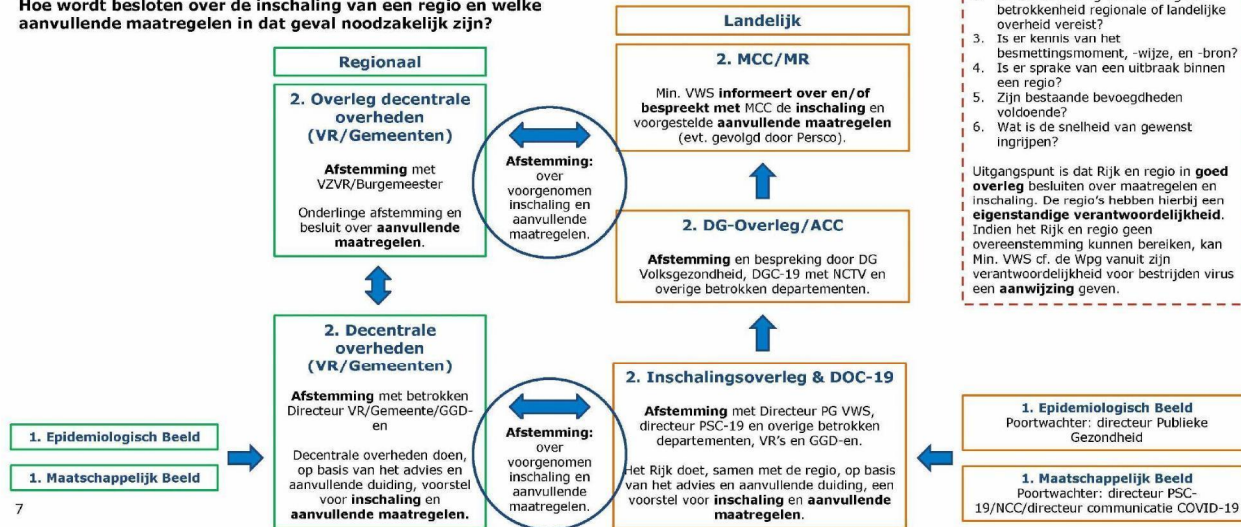 Hoe wordt besloten over de inschaling van een regio en welke
aanvullende maatregelen in dat geval noodzakelijk zijn?
Regionaal
2. Overleg decentrale
overheden
(VR/Gemeenten)
Afstemming met
VZVR/Burgemeester
Onderlinge afstemming en
besluit over aanvullende
maatregelen.
2. Decentrale
overheden
(VR/Gemeenten)
Afstemming met betrokken
Directeur VR/Gemeente/GGD-
en
Decentrale overheden doen,
op basis van het advies en
aanvullende duiding, voorstel
voor inschaling en
aanvullende maatregelen.
1. Epidemiologisch Beeld
1. Maatschappelijk Beeld
7
Afstemming:
over
voorgenomen
inschaling en
aanvullende
maatregelen.
Afstemming:
over
voorgenomen
inschaling en
aanvullende
maatregelen.
Landelijk
2. MCC/MR
Min. VWS informeert over en/of
bespreekt met MCC de inschaling en
voorgestelde aanvullende maatregelen
(evt. gevolgd door Persco).
2. DG-Overleg/ACC
Afstemming en bespreking door DG
Volksgezondheid, DGC-19 met NCTV en
overige betrokken departementen.
2. Inschalingsoverleg & DOC-19
Afstemming met Directeur PG VWS,
directeur PSC-19 en overige betrokken
departementen, VR's en GGD-en.
Het Rijk doet, samen met de regio, op basis
van het advies en aanvullende duiding, een
voorstel voor inschaling en aanvullende
maatregelen.
betrokkenheid regionale of landelijke
overheid vereist?
3. Is er kennis van het
besmettingsmoment, -wijze, en -bron?
4. Is er sprake van een uitbraak binnen
een regio?
5. Zijn bestaande bevoegdheden
voldoende?
6. Wat is de snelheid van gewenst
ingrijpen?
Uitgangspunt is dat Rijk en regio in goed
overleg besluiten over maatregelen en
inschaling. De regio's hebben hierbij een
eigenstandige verantwoordelijkheid.
Indien het Rijk en regio geen
overeenstemming kunnen bereiken, kan
Min. VWS cf. de Wpg vanuit zijn
verantwoordelijkheid voor bestrijden virus
een aanwijzing geven.
1. Epidemiologisch Beeld
Poortwachter: directeur Publieke
Gezondheid
1. Maatschappelijk Beeld
Poortwachter: directeur PSC-
19/NCC/directeur communicatie COVID-19